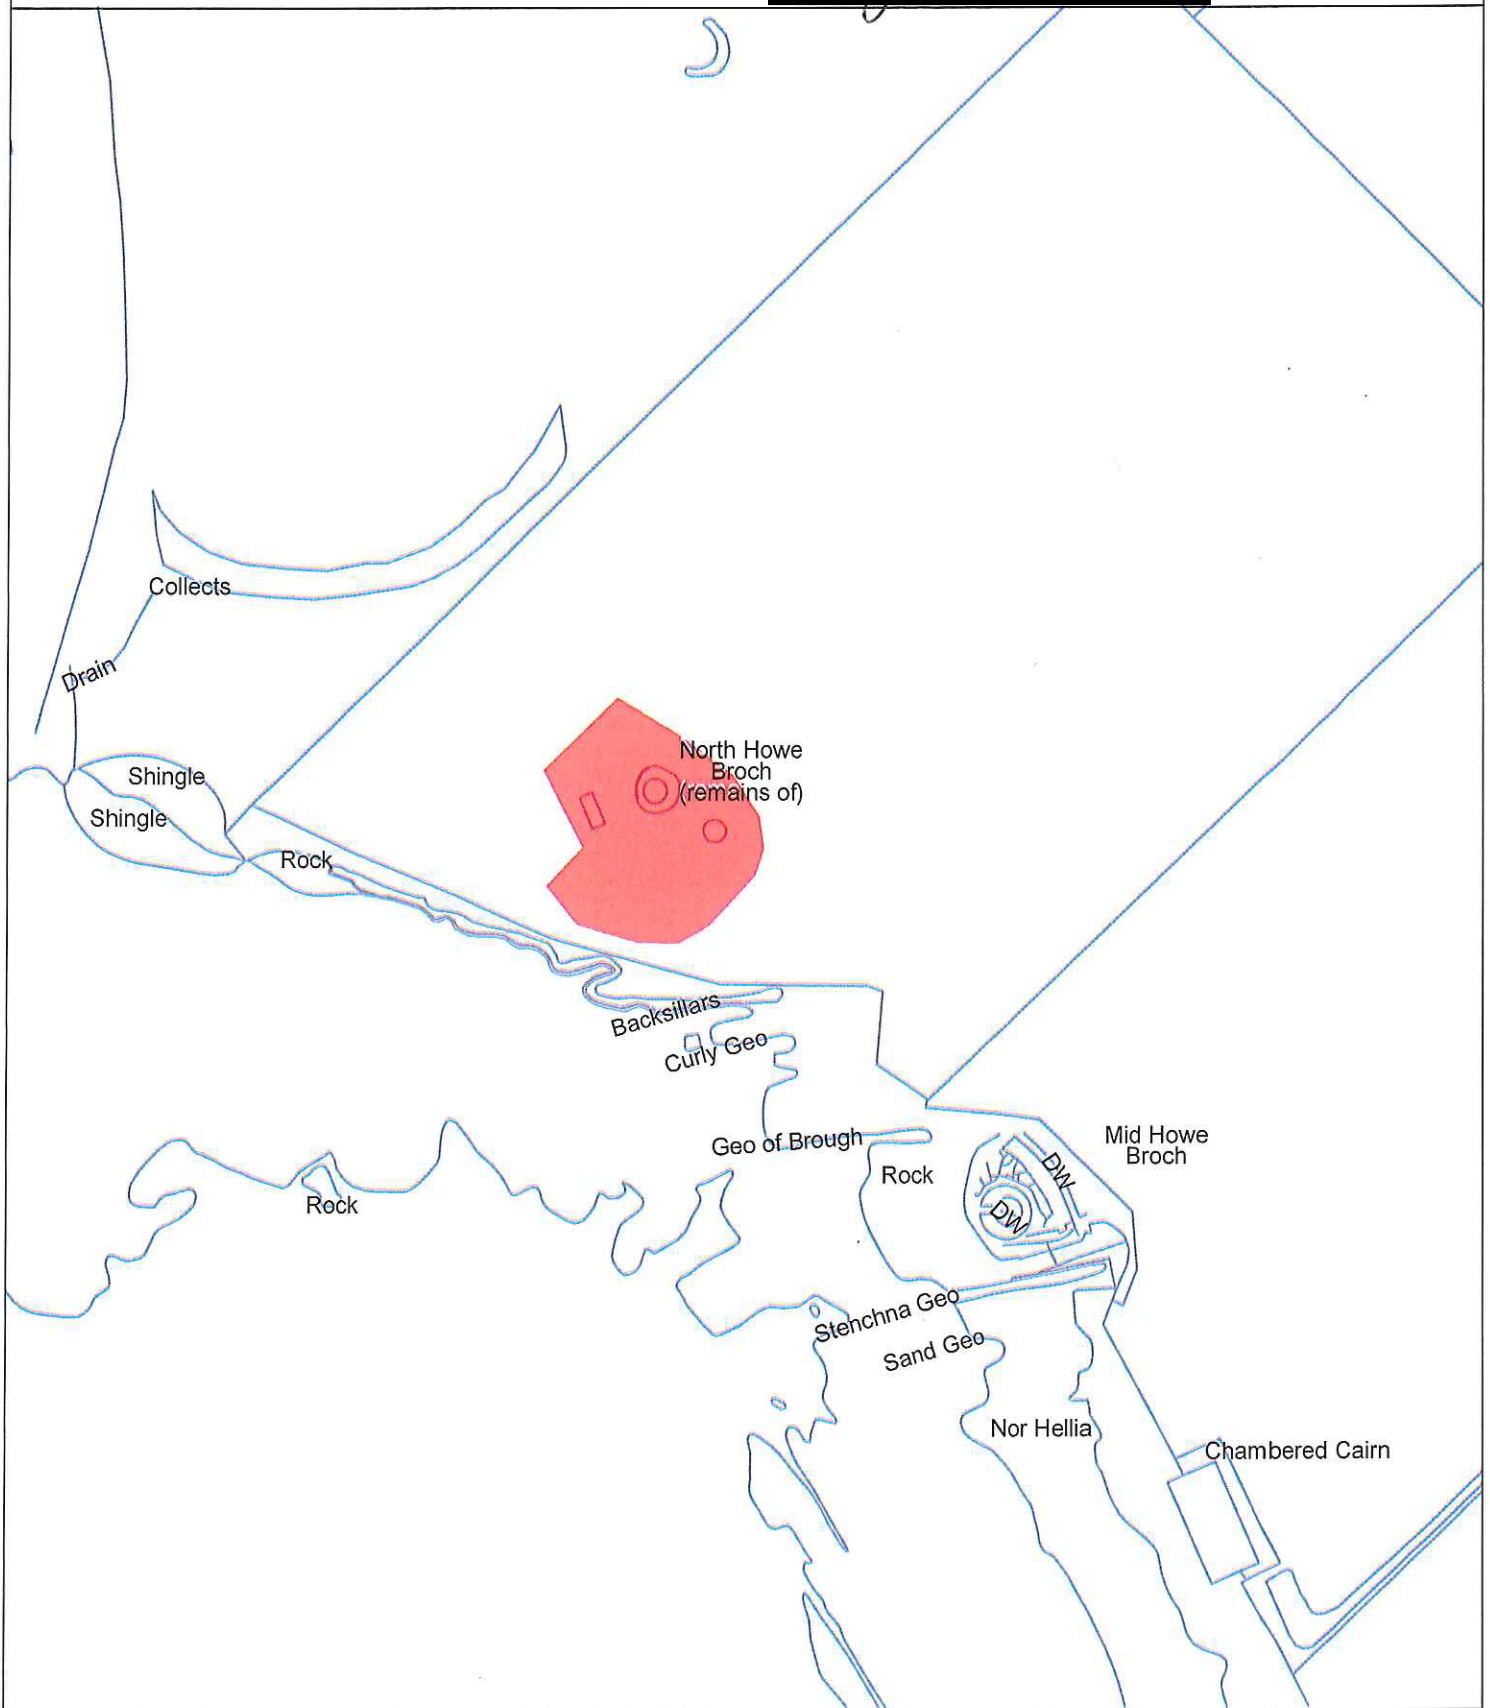 Collects
Drain
North Howe
Broch
(remains of)
Shingle
Shingle
Rock
Backsillars
Curly Geo
Geo of Brough
Mid Howe
Broch
Rock
DW
DW
Rock
Stenchna Geo
Sand Geo
Nor Hellia
Chambered Cairn